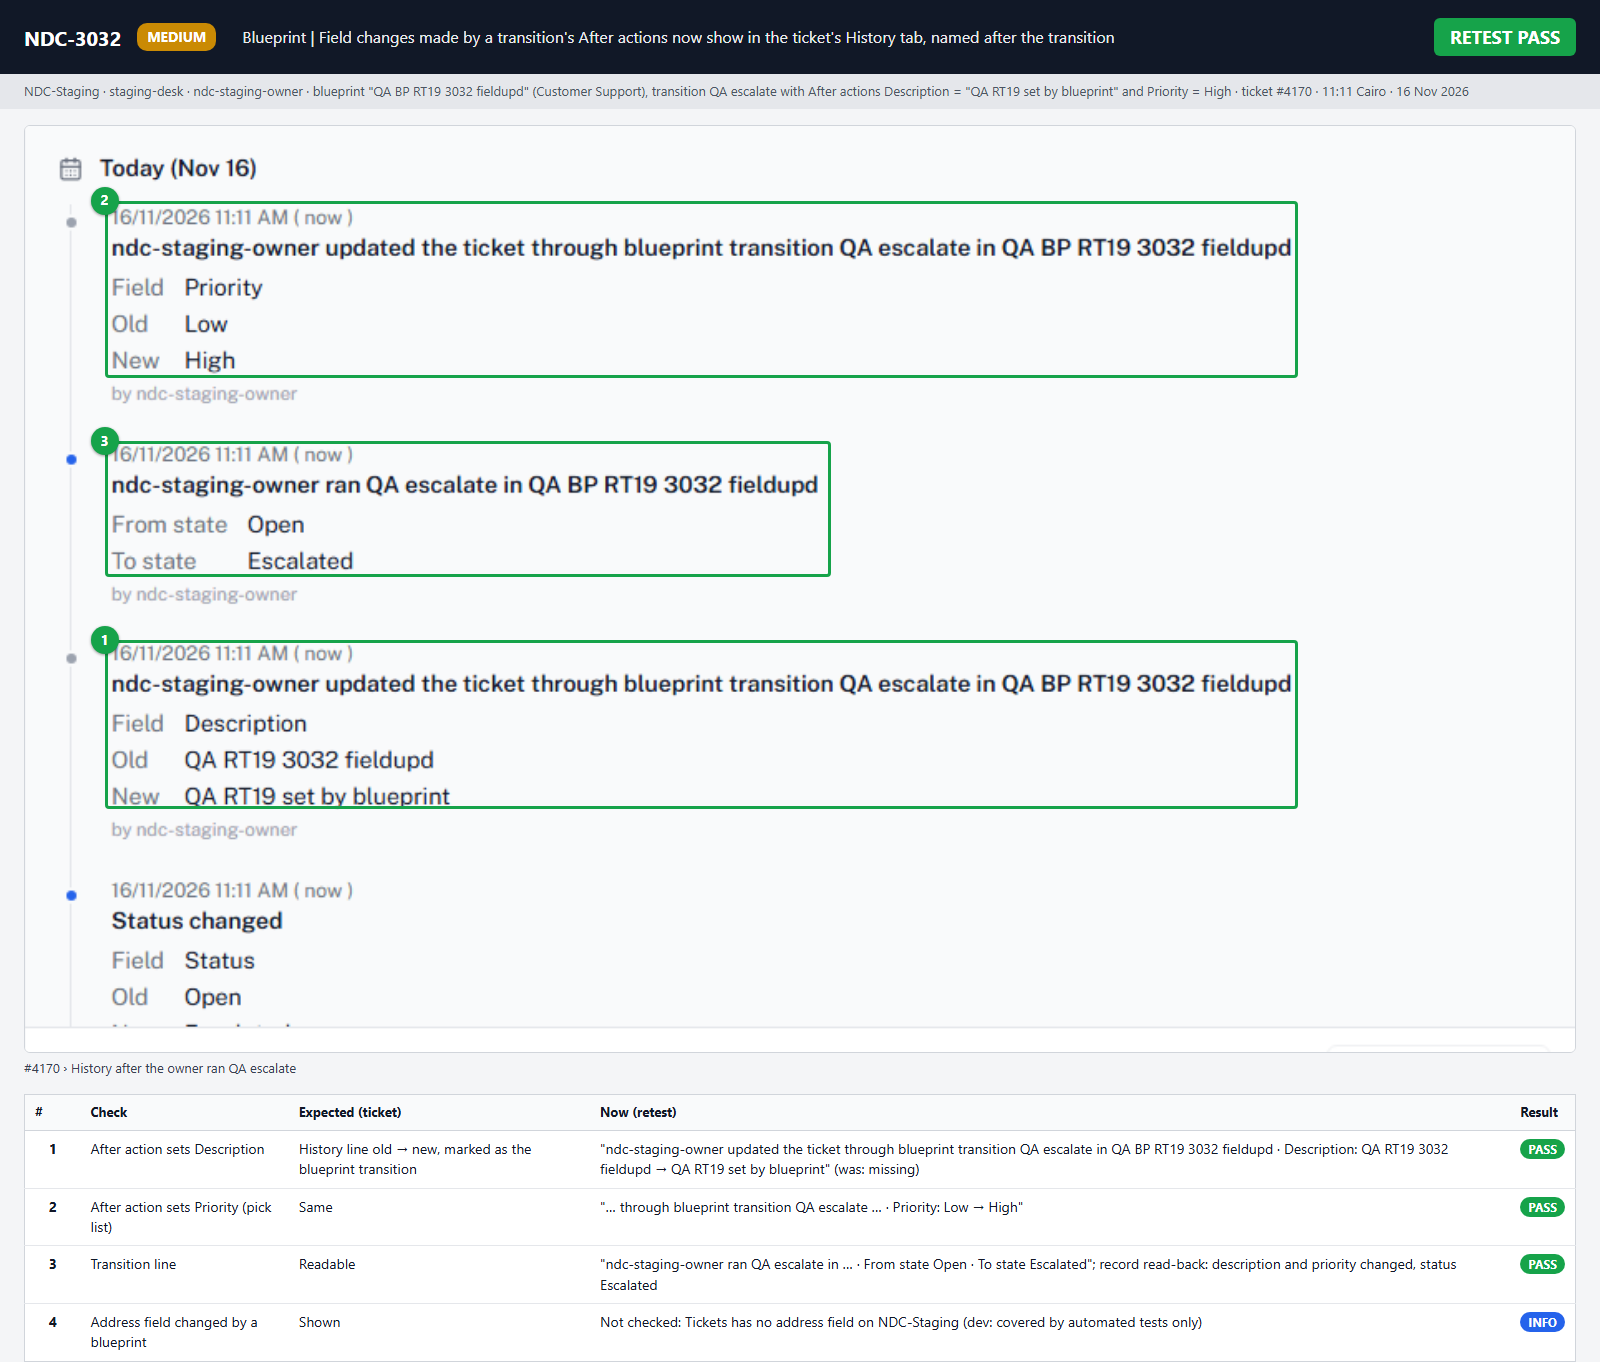 NDC-3032 MEDIUM Blueprint | Field changes made by a transition's After actions now show in the ticket's History tab, named after the transition RETEST PASS
NDC-Staging · staging-desk · ndc-staging-owner · blueprint "QA BP RT19 3032 fieldupd" (Customer Support), transition QA escalate with After actions Description = "QA RT19 set by blueprint" and Priority = High · ticket #4170 · 11:11 Cairo · 16 Nov 2026
Today (Nov 16)
2
16/11/2026 11:11 AM ( now )
ndc-staging-owner updated the ticket through blueprint transition QA escalate in QA BP RT19 3032 fieldupd
Field Priority
Old Low
New High
by ndc-staging-owner
3
16/11/2026 11:11 AM ( now )
ndc-staging-owner ran QA escalate in QA BP RT19 3032 fieldupd
From state Open
To state Escalated
by ndc-staging-owner
1
16/11/2026 11:11 AM ( now )
ndc-staging-owner updated the ticket through blueprint transition QA escalate in QA BP RT19 3032 fieldupd
Field Description
Old QA RT19 3032 fieldupd
New QA RT19 set by blueprint
by ndc-staging-owner
16/11/2026 11:11 AM ( now )
Status changed
Field Status
Old Open
#4170 › History after the owner ran QA escalate
# Check Expected (ticket) Now (retest) Result
1 After action sets Description History line old → new, marked as the blueprint transition "ndc-staging-owner updated the ticket through blueprint transition QA escalate in QA BP RT19 3032 fieldupd · Description: QA RT19 3032 fieldupd → QA RT19 set by blueprint" (was: missing) PASS
2 After action sets Priority (pick list) Same "... through blueprint transition QA escalate ... · Priority: Low → High" PASS
3 Transition line Readable "ndc-staging-owner ran QA escalate in ... · From state Open · To state Escalated"; record read-back: description and priority changed, status Escalated PASS
4 Address field changed by a blueprint Shown Not checked: Tickets has no address field on NDC-Staging (dev: covered by automated tests only) INFO